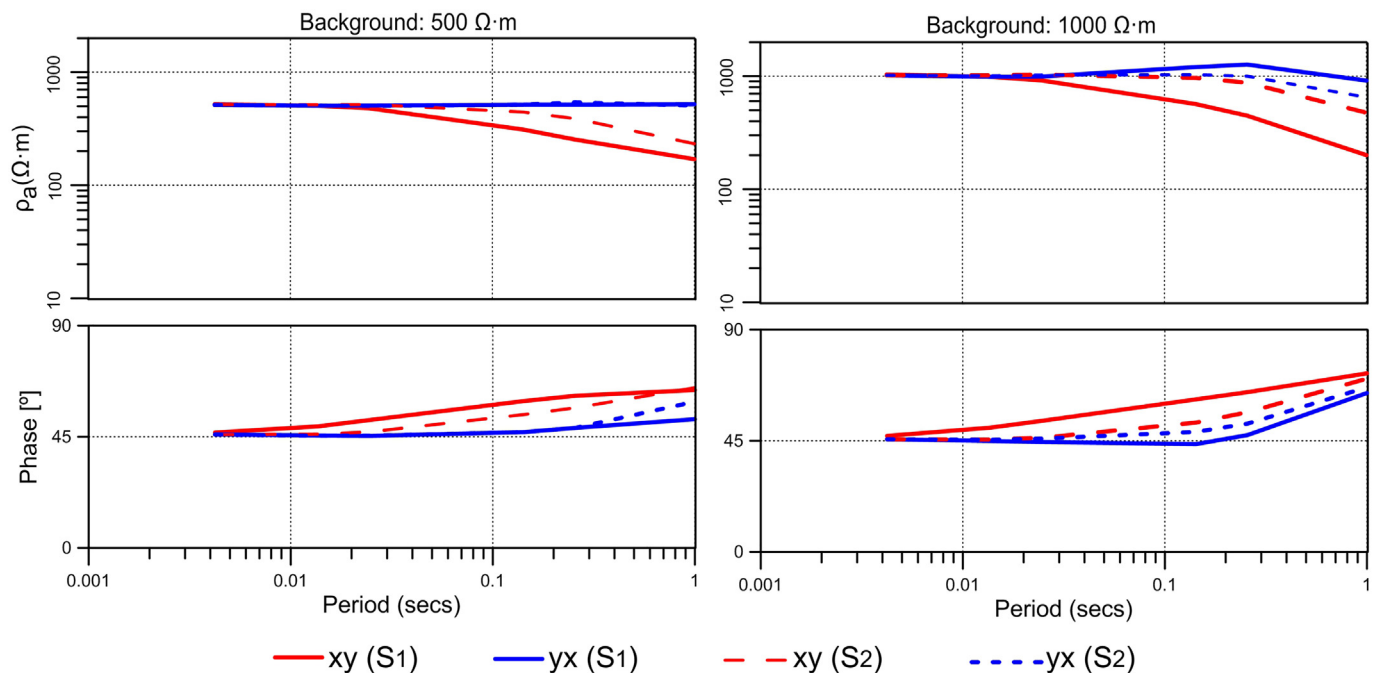 Background: 500 Ω·m
1000
100
10
ρa(Ω·m)
90
45
0
Phase [º]
0.001
0.01
0.1
1
Period (secs)
Background: 1000 Ω·m
1000
100
10
90
45
0
0.001
0.01
0.1
1
Period (secs)
xy (S1)
yx (S1)
xy (S2)
yx (S2)